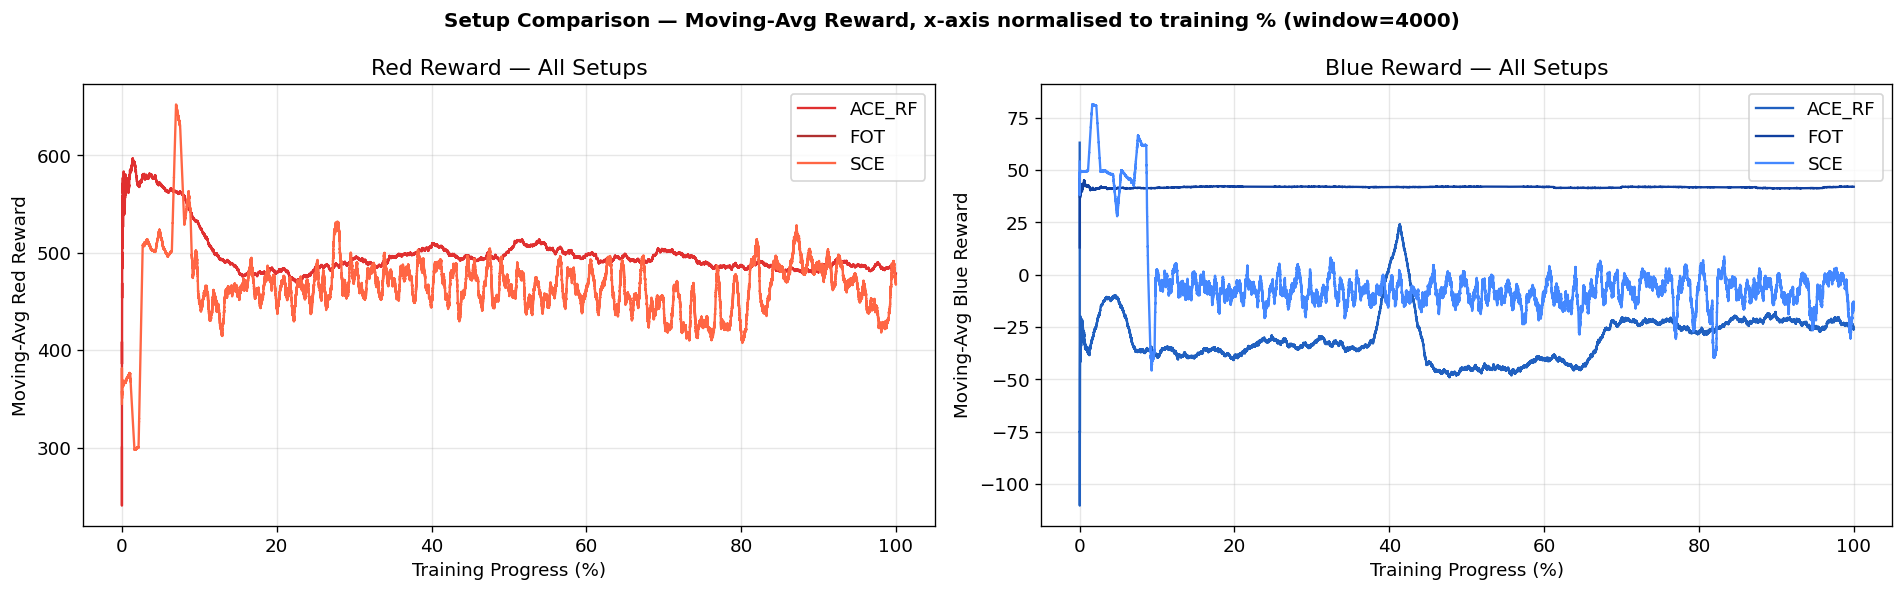 Setup Comparison — Moving-Avg Reward, x-axis normalised to training % (window=4000)
Red Reward — All Setups
Moving-Avg Red Reward
600
500
400
300
0 20 40 60 80 100
Training Progress (%)
ACE_RF
FOT
SCE
Blue Reward — All Setups
Moving-Avg Blue Reward
75
50
25
0
−25
−50
−75
−100
0 20 40 60 80 100
Training Progress (%)
ACE_RF
FOT
SCE